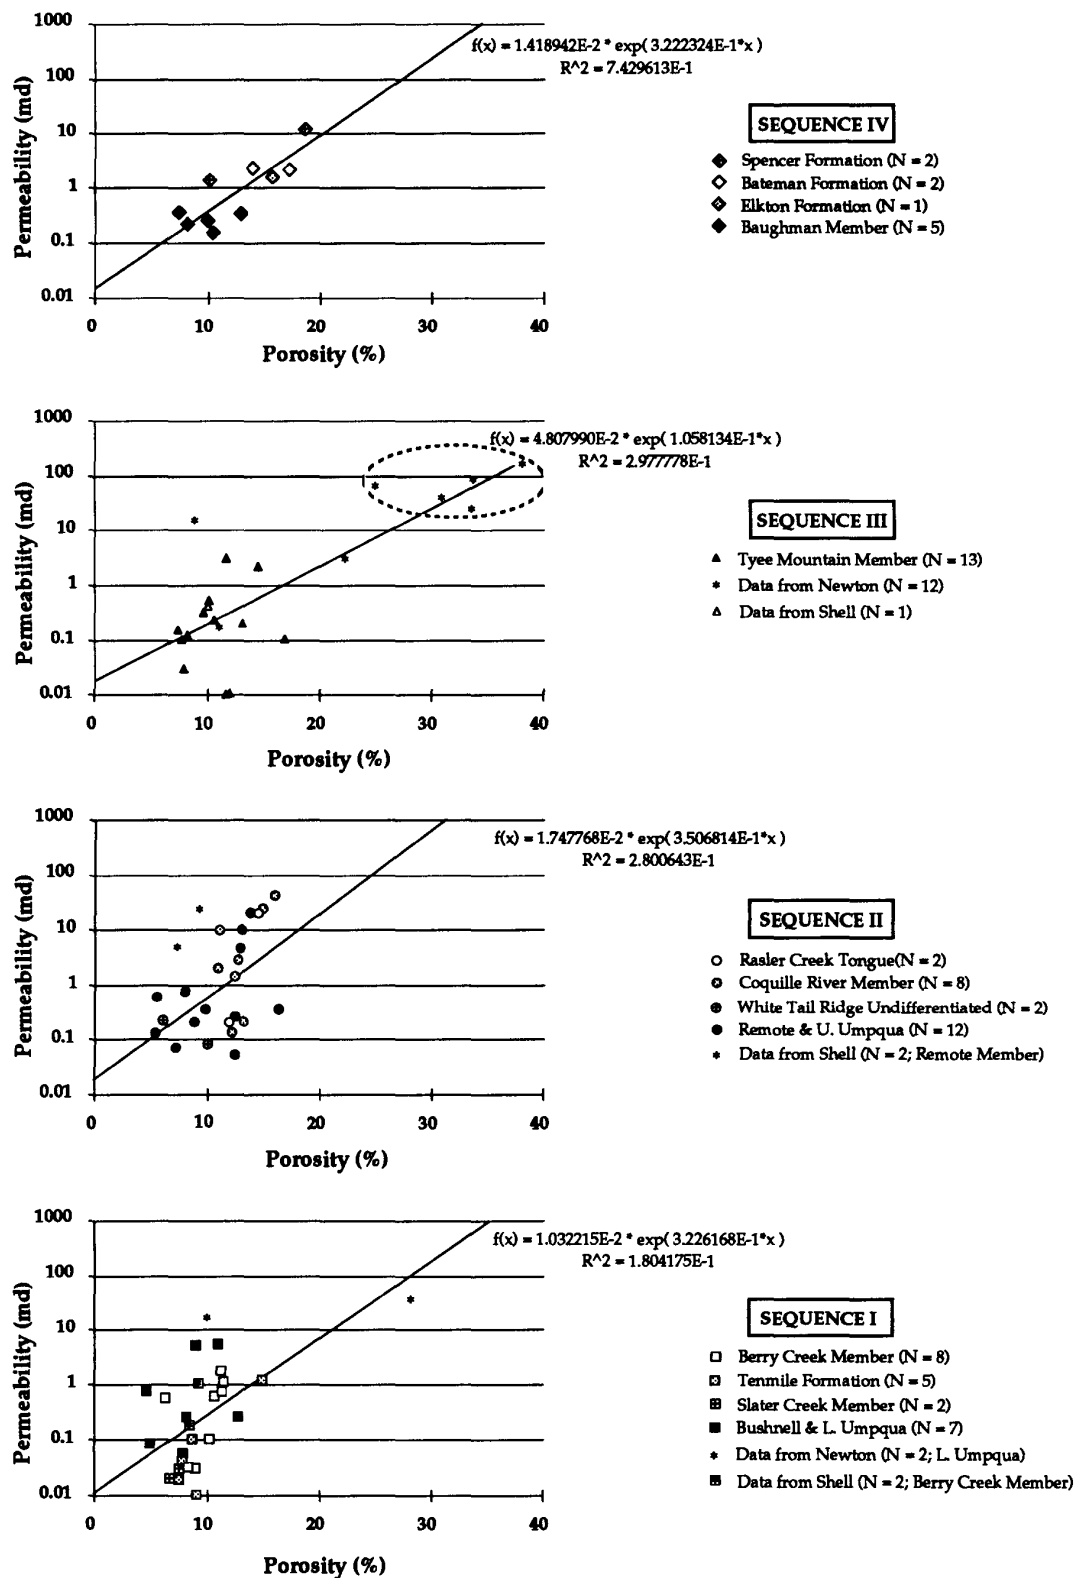 1000
100
10
1
0.1
0.01
Permeability (md)
0
10
20
30
40
Porosity (%)
f(x) = 1.418942E-2 * exp( 3.222324E-1*x )
R^2 = 7.429613E-1
SEQUENCE IV
Spencer Formation (N = 2)
Bateman Formation (N = 2)
Elkton Formation (N = 1)
Baughman Member (N = 5)
1000
100
10
1
0.1
0.01
Permeability (md)
0
10
20
30
40
Porosity (%)
f(x) = 4.807990E-2 * exp( 1.058134E-1*x )
R^2 = 2.977778E-1
SEQUENCE III
Tyee Mountain Member (N = 13)
Data from Newton (N = 12)
Data from Shell (N = 1)
1000
100
10
1
0.1
0.01
Permeability (md)
0
10
20
30
40
Porosity (%)
f(x) = 1.747768E-2 * exp( 3.506814E-1*x )
R^2 = 2.800643E-1
SEQUENCE II
Rasler Creek Tongue(N = 2)
Coquille River Member (N = 8)
White Tail Ridge Undifferentiated (N = 2)
Remote & U. Umpqua (N = 12)
Data from Shell (N = 2; Remote Member)
1000
100
10
1
0.1
0.01
Permeability (md)
0
10
20
30
40
Porosity (%)
f(x) = 1.032215E-2 * exp( 3.226168E-1*x )
R^2 = 1.804175E-1
SEQUENCE I
Berry Creek Member (N = 8)
Tenmile Formation (N = 5)
Slater Creek Member (N = 2)
Bushnell & L. Umpqua (N = 7)
Data from Newton (N = 2; L. Umpqua)
Data from Shell (N = 2; Berry Creek Member)